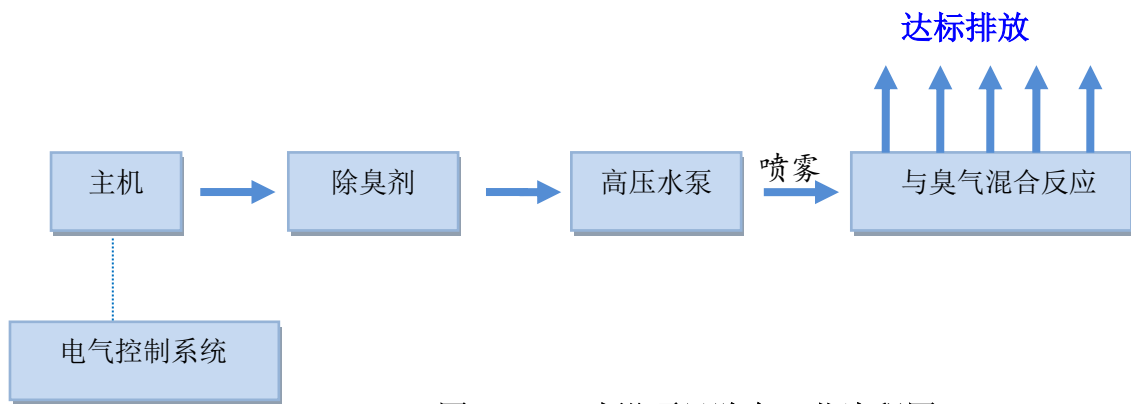 达标排放
主机
除臭剂
高压水泵
喷雾
与臭气混合反应
电气控制系统